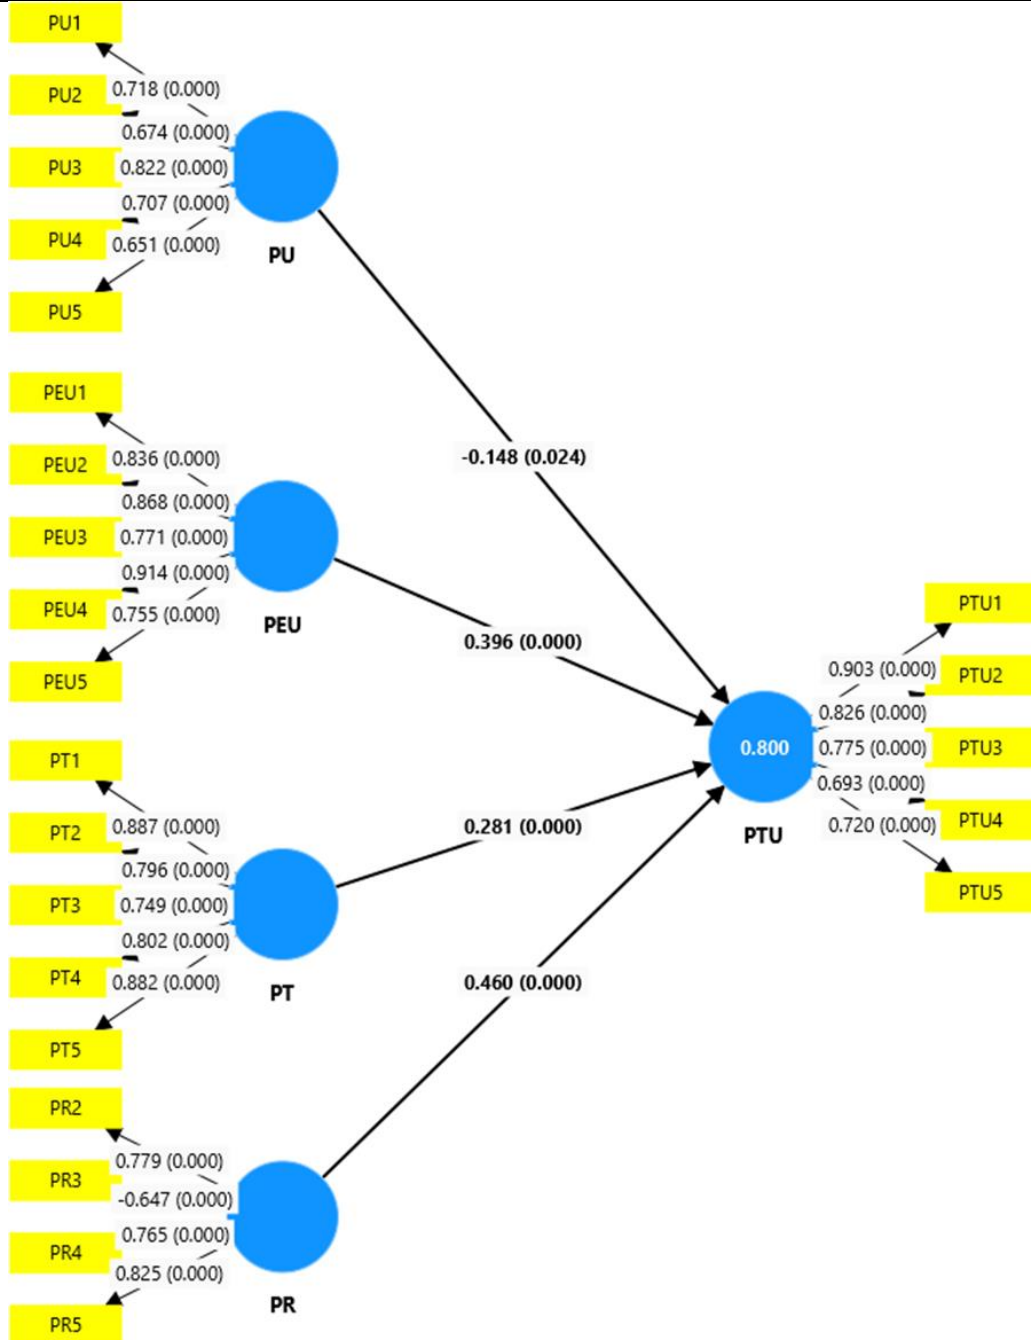 PU1
0.718 (0.000)
PU2
0.674 (0.000)
PU3
0.822 (0.000)
0.707 (0.000)
PU4
0.651 (0.000)
PU5
PU
PEU1
0.836 (0.000)
PEU2
0.868 (0.000)
PEU3
0.771 (0.000)
0.914 (0.000)
PEU4
0.755 (0.000)
PEU5
PEU
PT1
0.887 (0.000)
PT2
0.796 (0.000)
PT3
0.749 (0.000)
0.802 (0.000)
PT4
0.882 (0.000)
PT5
PT
PR2
0.779 (0.000)
PR3
-0.647 (0.000)
0.765 (0.000)
PR4
0.825 (0.000)
PR5
PR
-0.148 (0.024)
0.396 (0.000)
0.281 (0.000)
0.460 (0.000)
0.800
PTU
PTU1
0.903 (0.000)
PTU2
0.826 (0.000)
0.775 (0.000)
PTU3
0.693 (0.000)
PTU4
0.720 (0.000)
PTU5